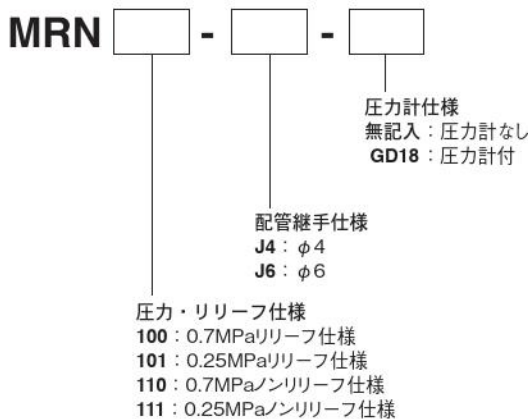 MRN - -
圧力計仕様
無記入：圧力計なし
GD18：圧力計付
配管継手仕様
J4：φ4
J6：φ6
圧力・リリーフ仕様
100：0.7MPaリリーフ仕様
101：0.25MPaリリーフ仕様
110：0.7MPaノンリリーフ仕様
111：0.25MPaノンリリーフ仕様